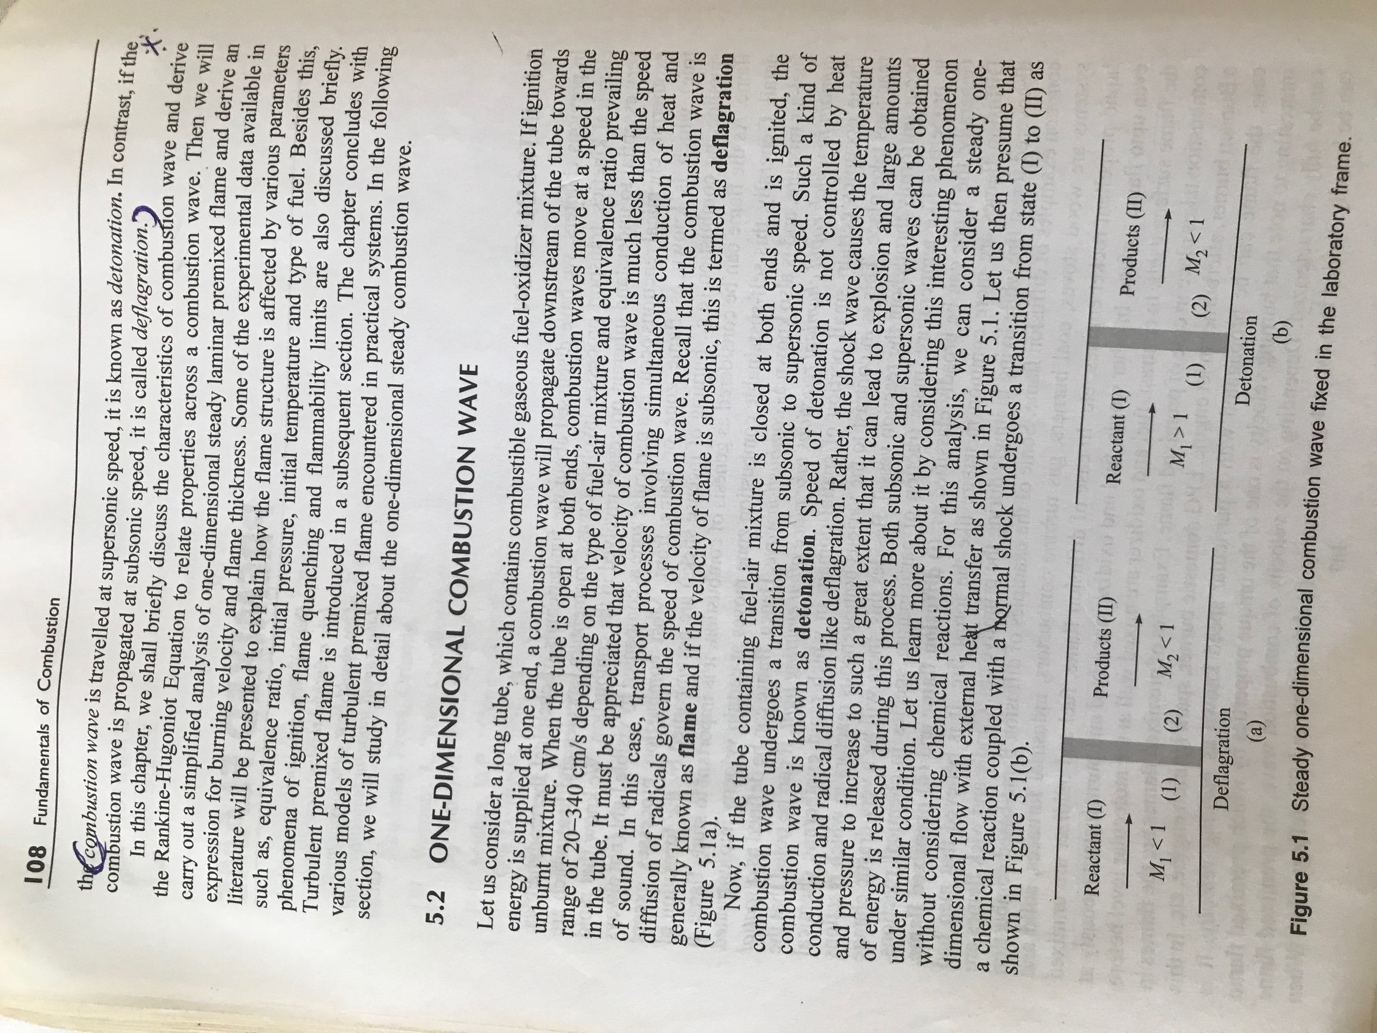 108 Fundamentals of Combustion
the combustion wave is travelled at supersonic speed, it is known as detonation. In contrast, if the
combustion wave is propagated at subsonic speed, it is called deflagration.
In this chapter, we shall briefly discuss the characteristics of combustion wave and derive
the Rankine-Hugoniot Equation to relate properties across a combustion wave. Then we will
carry out a simplified analysis of one-dimensional steady laminar premixed flame and derive an
expression for burning velocity and flame thickness. Some of the experimental data available in
literature will be presented to explain how the flame structure is affected by various parameters
such as, equivalence ratio, initial pressure, initial temperature and type of fuel. Besides this,
phenomena of ignition, flame quenching and flammability limits are also discussed briefly.
Turbulent premixed flame is introduced in a subsequent section. The chapter concludes with
various models of turbulent premixed flame encountered in practical systems. In the following
section, we will study in detail about the one-dimensional steady combustion wave.
5.2 ONE-DIMENSIONAL COMBUSTION WAVE
Let us consider a long tube, which contains combustible gaseous fuel-oxidizer mixture. If ignition
energy is supplied at one end, a combustion wave will propagate downstream of the tube towards
unburnt mixture. When the tube is open at both ends, combustion waves move at a speed in the
range of 20–340 cm/s depending on the type of fuel-air mixture and equivalence ratio prevailing
in the tube. It must be appreciated that velocity of combustion wave is much less than the speed
of sound. In this case, transport processes involving simultaneous conduction of heat and
diffusion of radicals govern the speed of combustion wave. Recall that the combustion wave is
generally known as flame and if the velocity of flame is subsonic, this is termed as deflagration
(Figure 5.1a).
Now, if the tube containing fuel-air mixture is closed at both ends and is ignited, the
combustion wave undergoes a transition from subsonic to supersonic speed. Such a kind of
combustion wave is known as detonation. Speed of detonation is not controlled by heat
conduction and radical diffusion like deflagration. Rather, the shock wave causes the temperature
and pressure to increase to such a great extent that it can lead to explosion and large amounts
of energy is released during this process. Both subsonic and supersonic waves can be obtained
under similar condition. Let us learn more about it by considering this interesting phenomenon
without considering chemical reactions. For this analysis, we can consider a steady one-
dimensional flow with external heat transfer as shown in Figure 5.1. Let us then presume that
a chemical reaction coupled with a normal shock undergoes a transition from state (I) to (II) as
shown in Figure 5.1(b).
Reactant (I) Products (II) Reactant (I) Products (II)
M1 < 1 (1) (2) M2 < 1 M1 > 1 (1) (2) M2 < 1
Deflagration Detonation
(a) (b)
Figure 5.1 Steady one-dimensional combustion wave fixed in the laboratory frame.